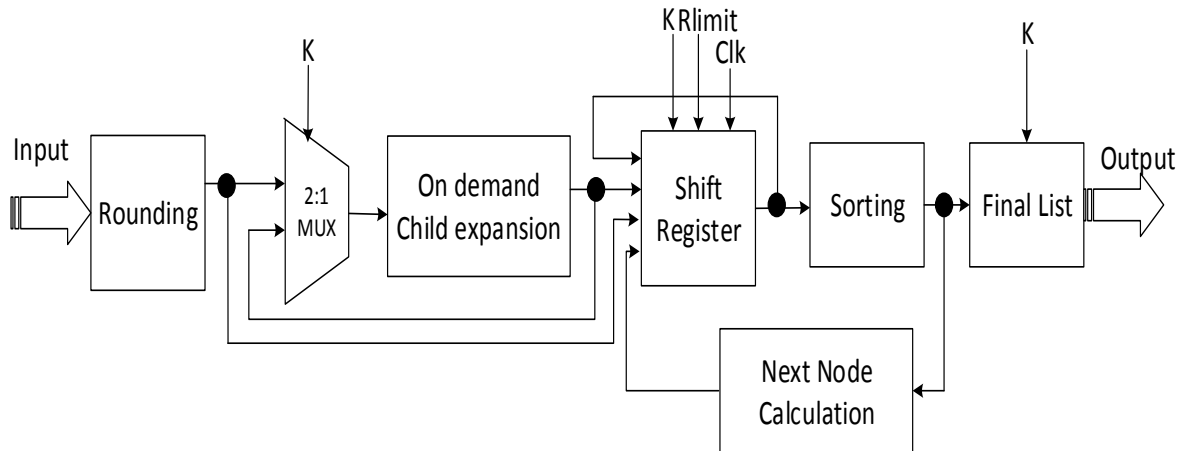 Input
Rounding
K
2:1
MUX
On demand
Child expansion
K Rlimit
Clk
Shift
Register
Sorting
K
Final List
Output
Next Node
Calculation